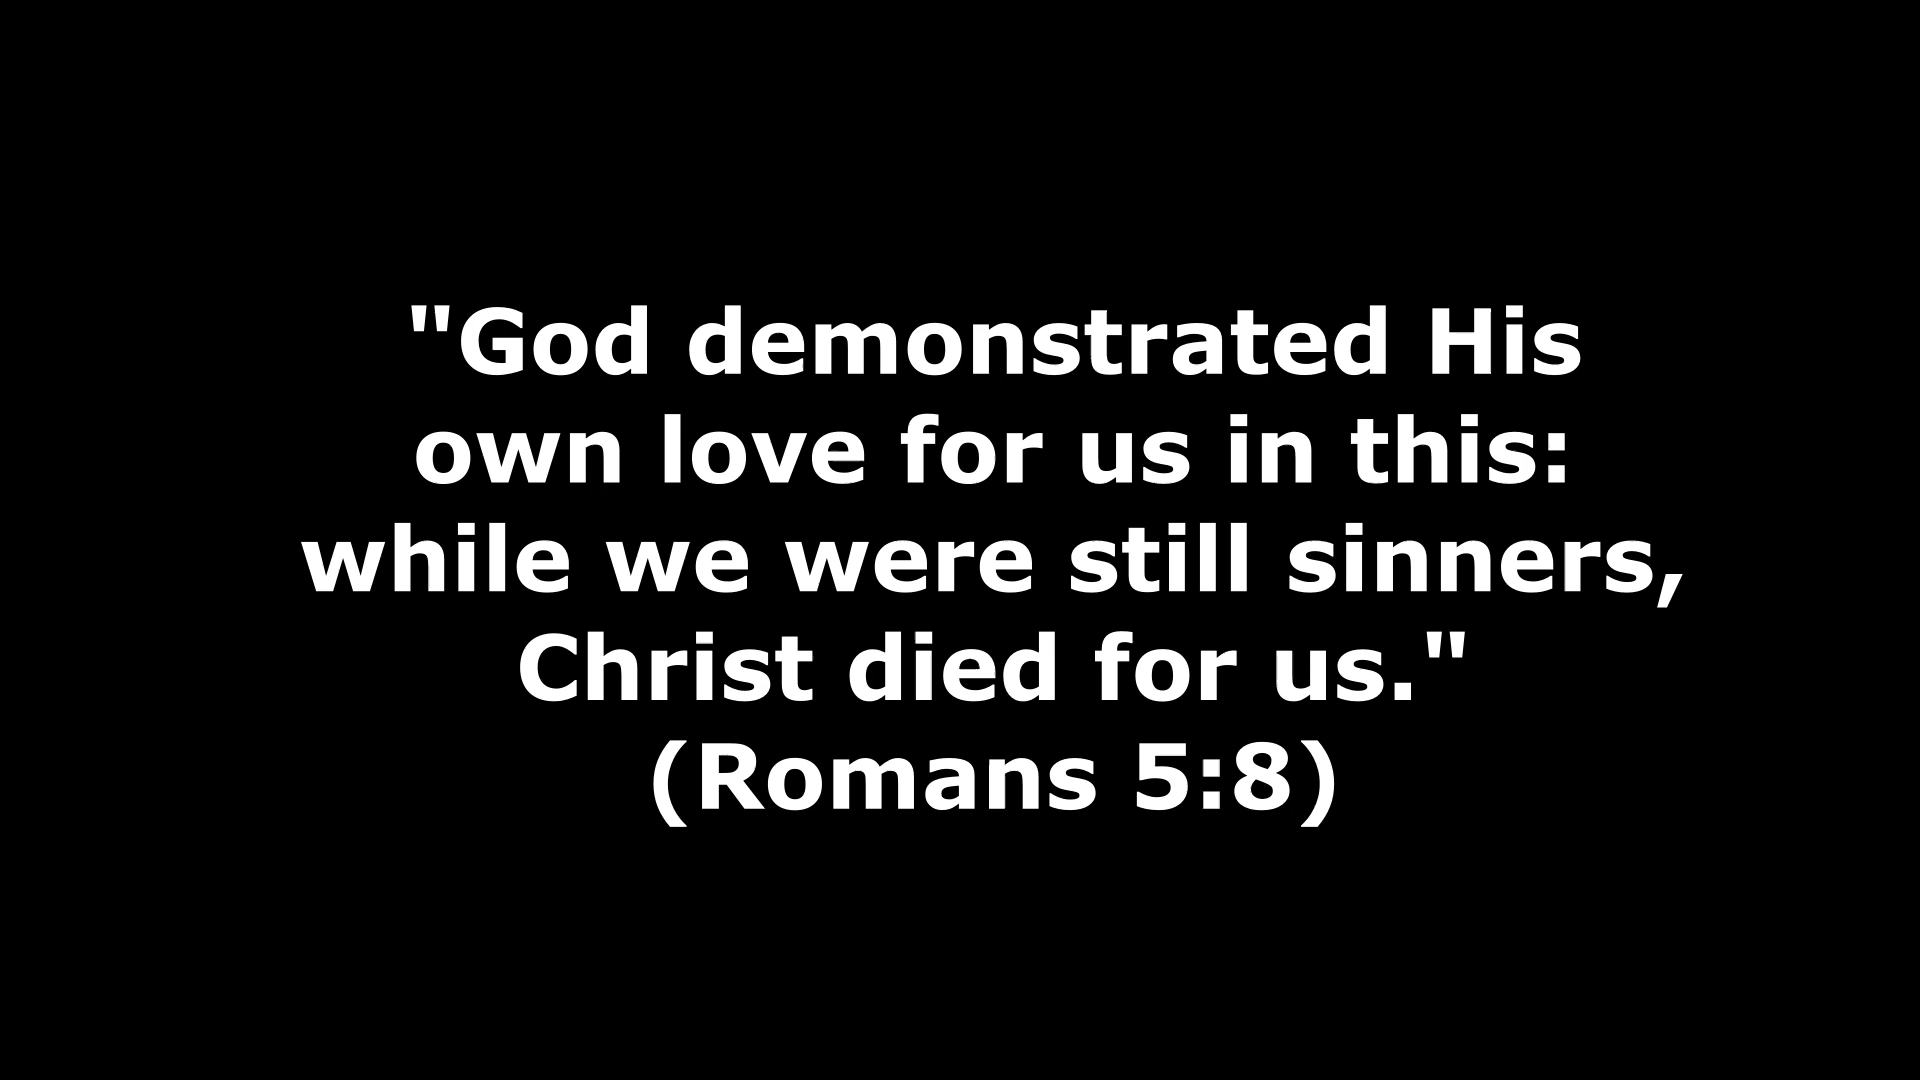 "God demonstrated His
own love for us in this:
while we were still sinners,
Christ died for us."
(Romans 5:8)